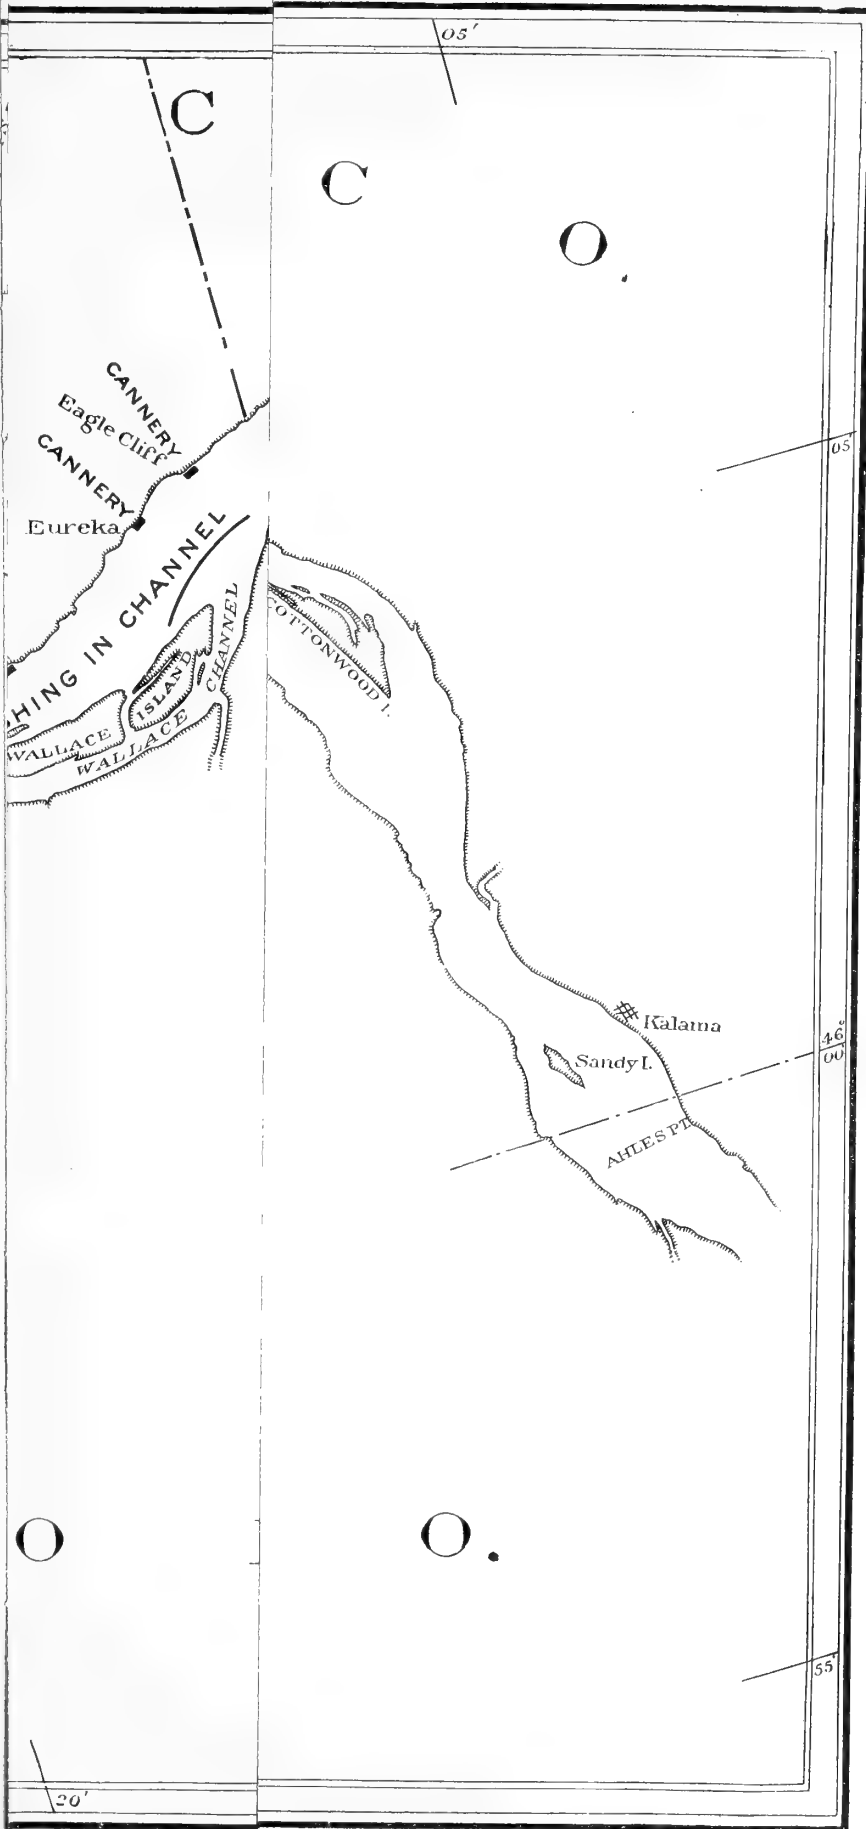 05'
C
C
O.
CANNERY
Eagle Cliff
CANNERY
05'
Eureka
HING IN CHANNEL
CHANNEL
COTTONWOOD I.
ISLAND
WALLACE
WALLACE
Kalama
46°
00'
Sandy I.
AHLES PT.
O
O.
55'
20'